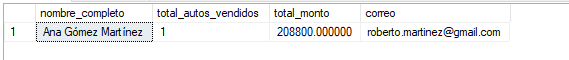 nombre_completo total_autos_vendidos total_monto correo
1 Ana Gómez Martínez 1 208800.000000 roberto.martinez@gmail.com